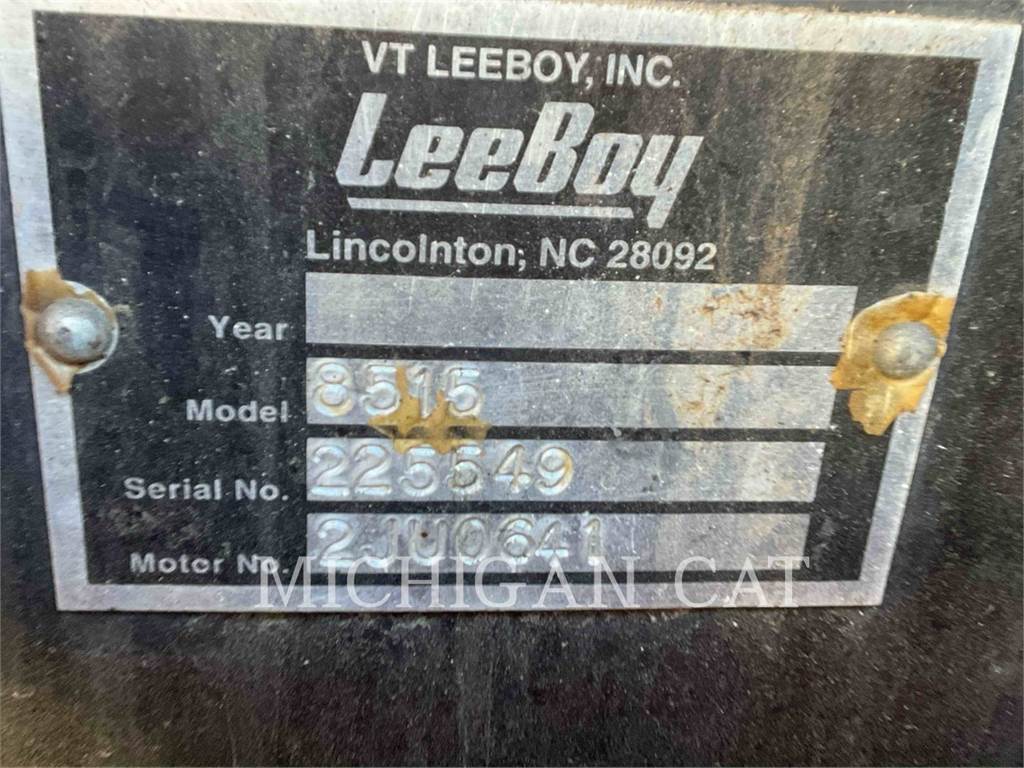 VT LEEBOY, INC.
LeeBoy
Lincolnton, NC 28092
Year
Model 8515
Serial No. 225549
Motor No. 2JU0641
MICHIGAN CAT